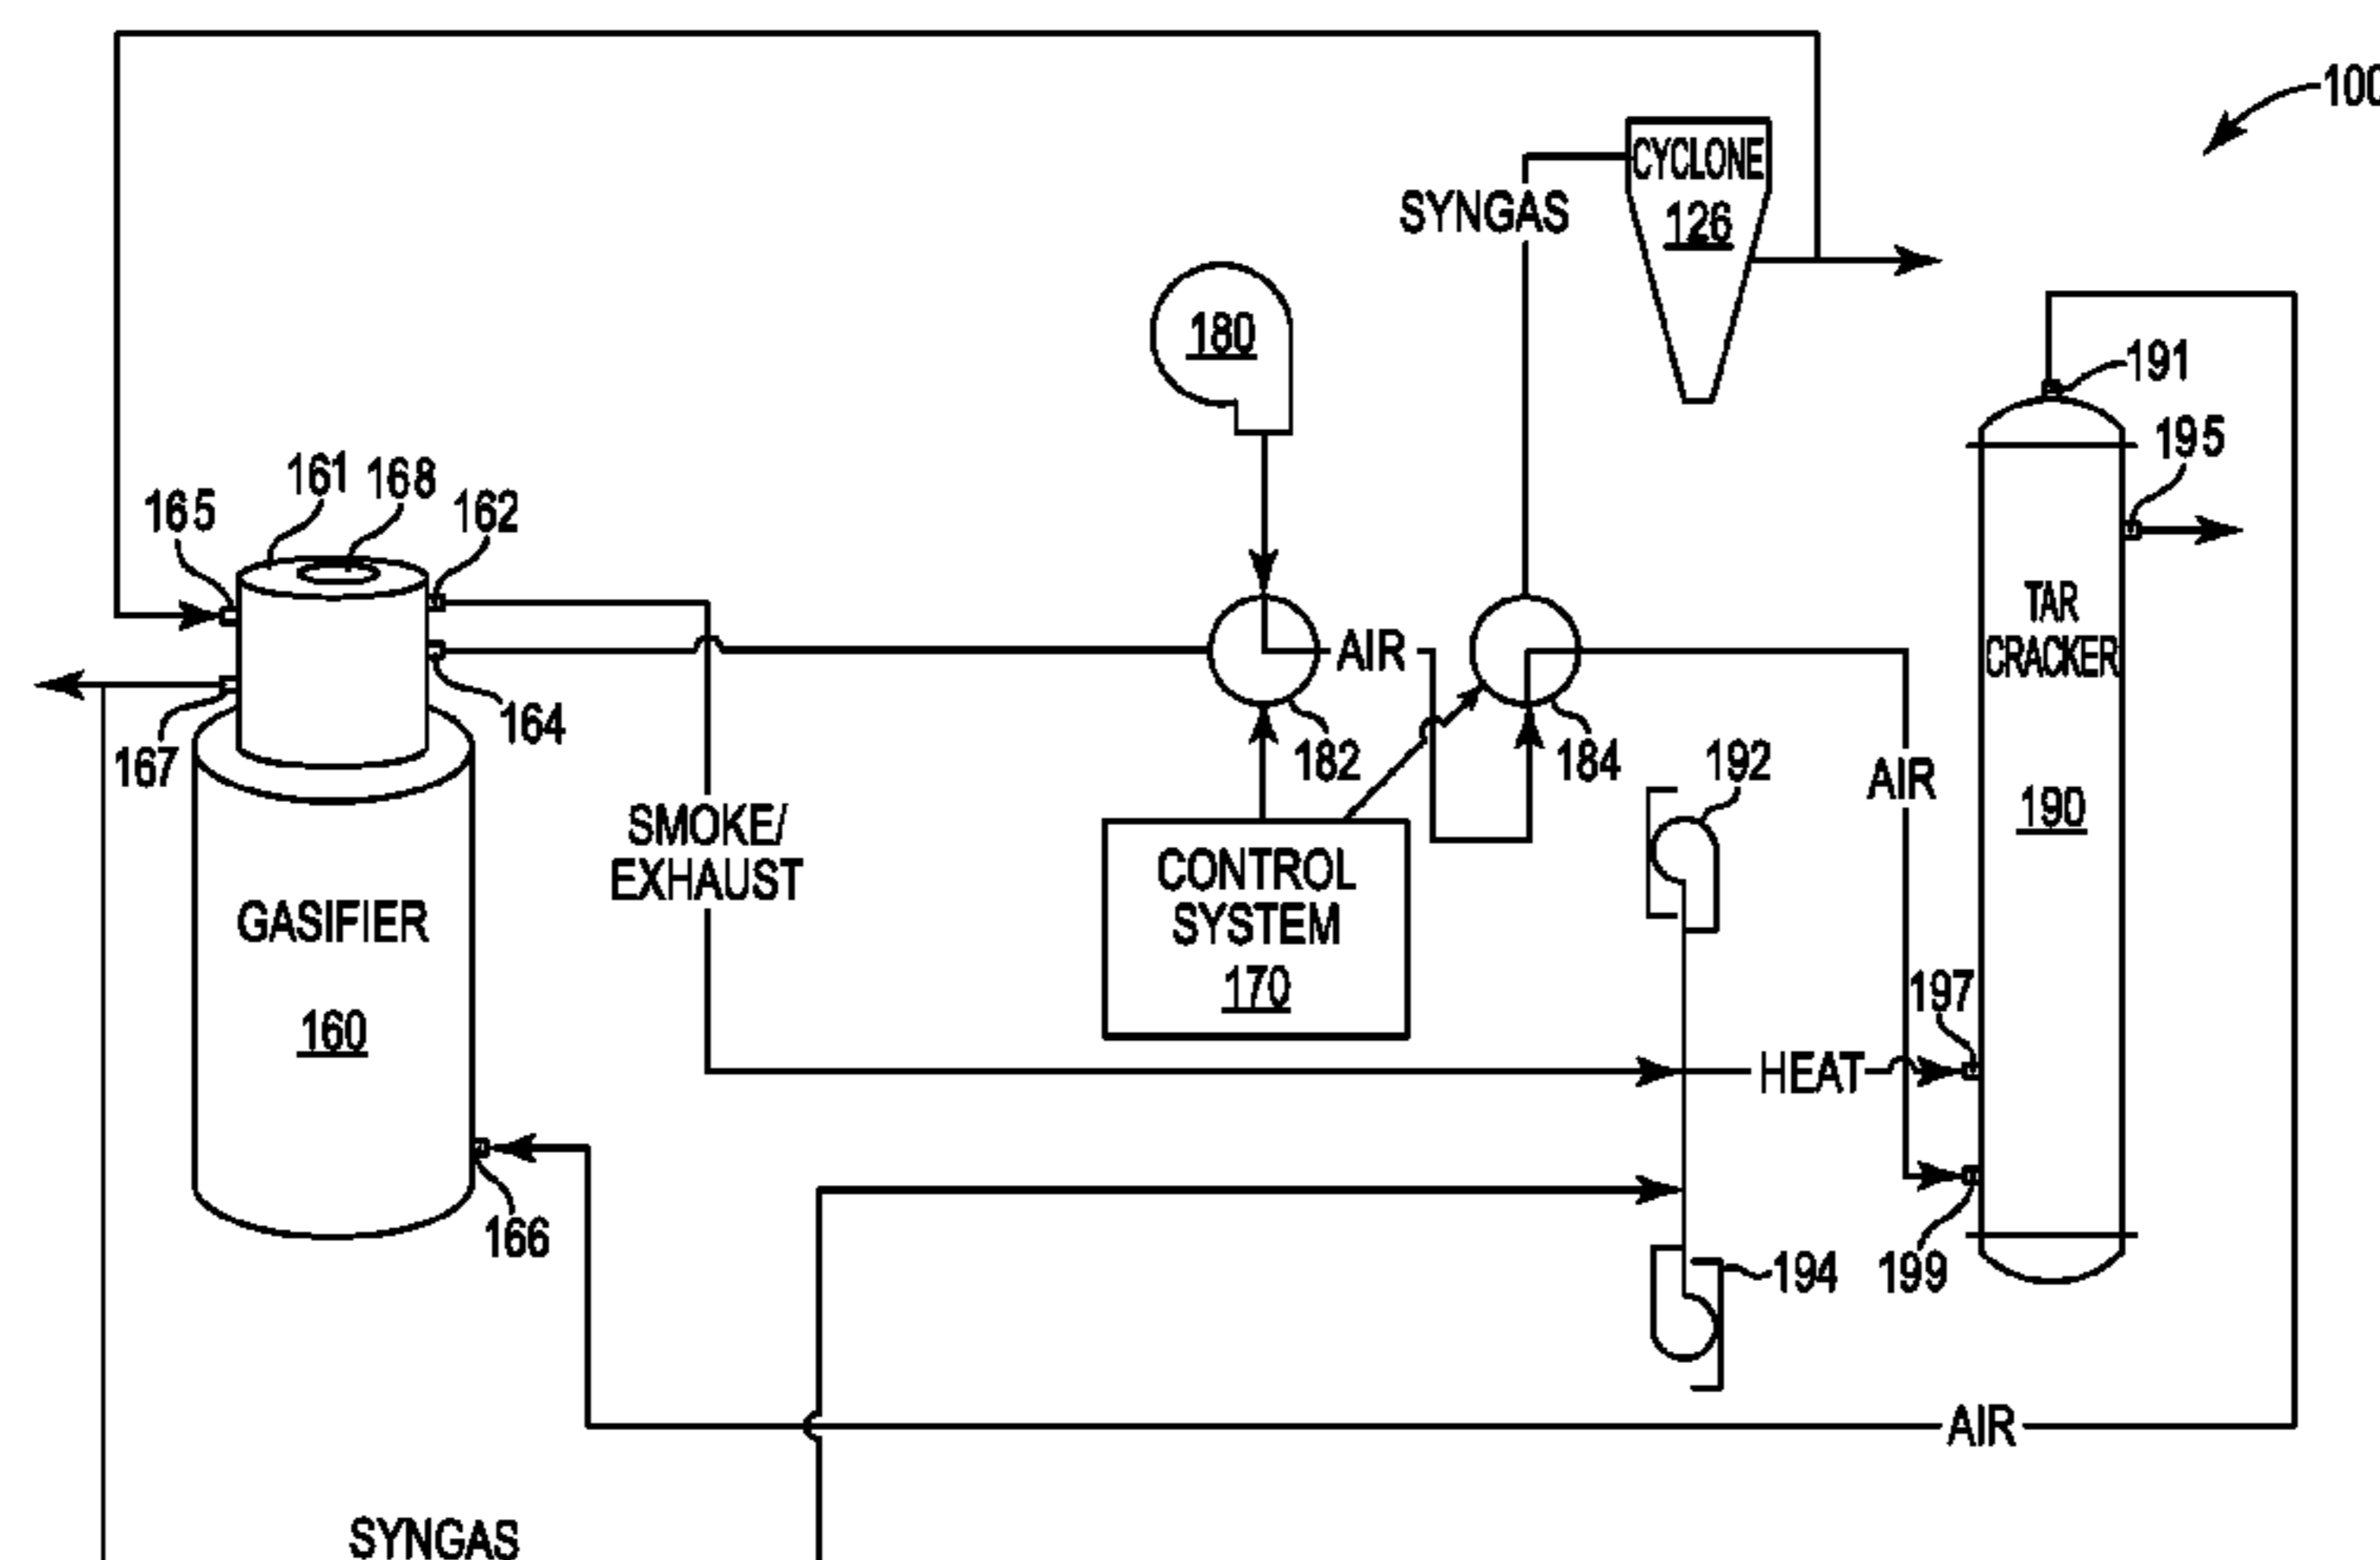 100
CYCLONE
126
SYNGAS
180
191
195
161
168
162
165
TAR
CRACKER
190
AIR
164
167
182
184
192
AIR
SMOKE/
EXHAUST
CONTROL
SYSTEM
170
GASIFIER
160
197
HEAT
166
199
194
AIR
SYNGAS